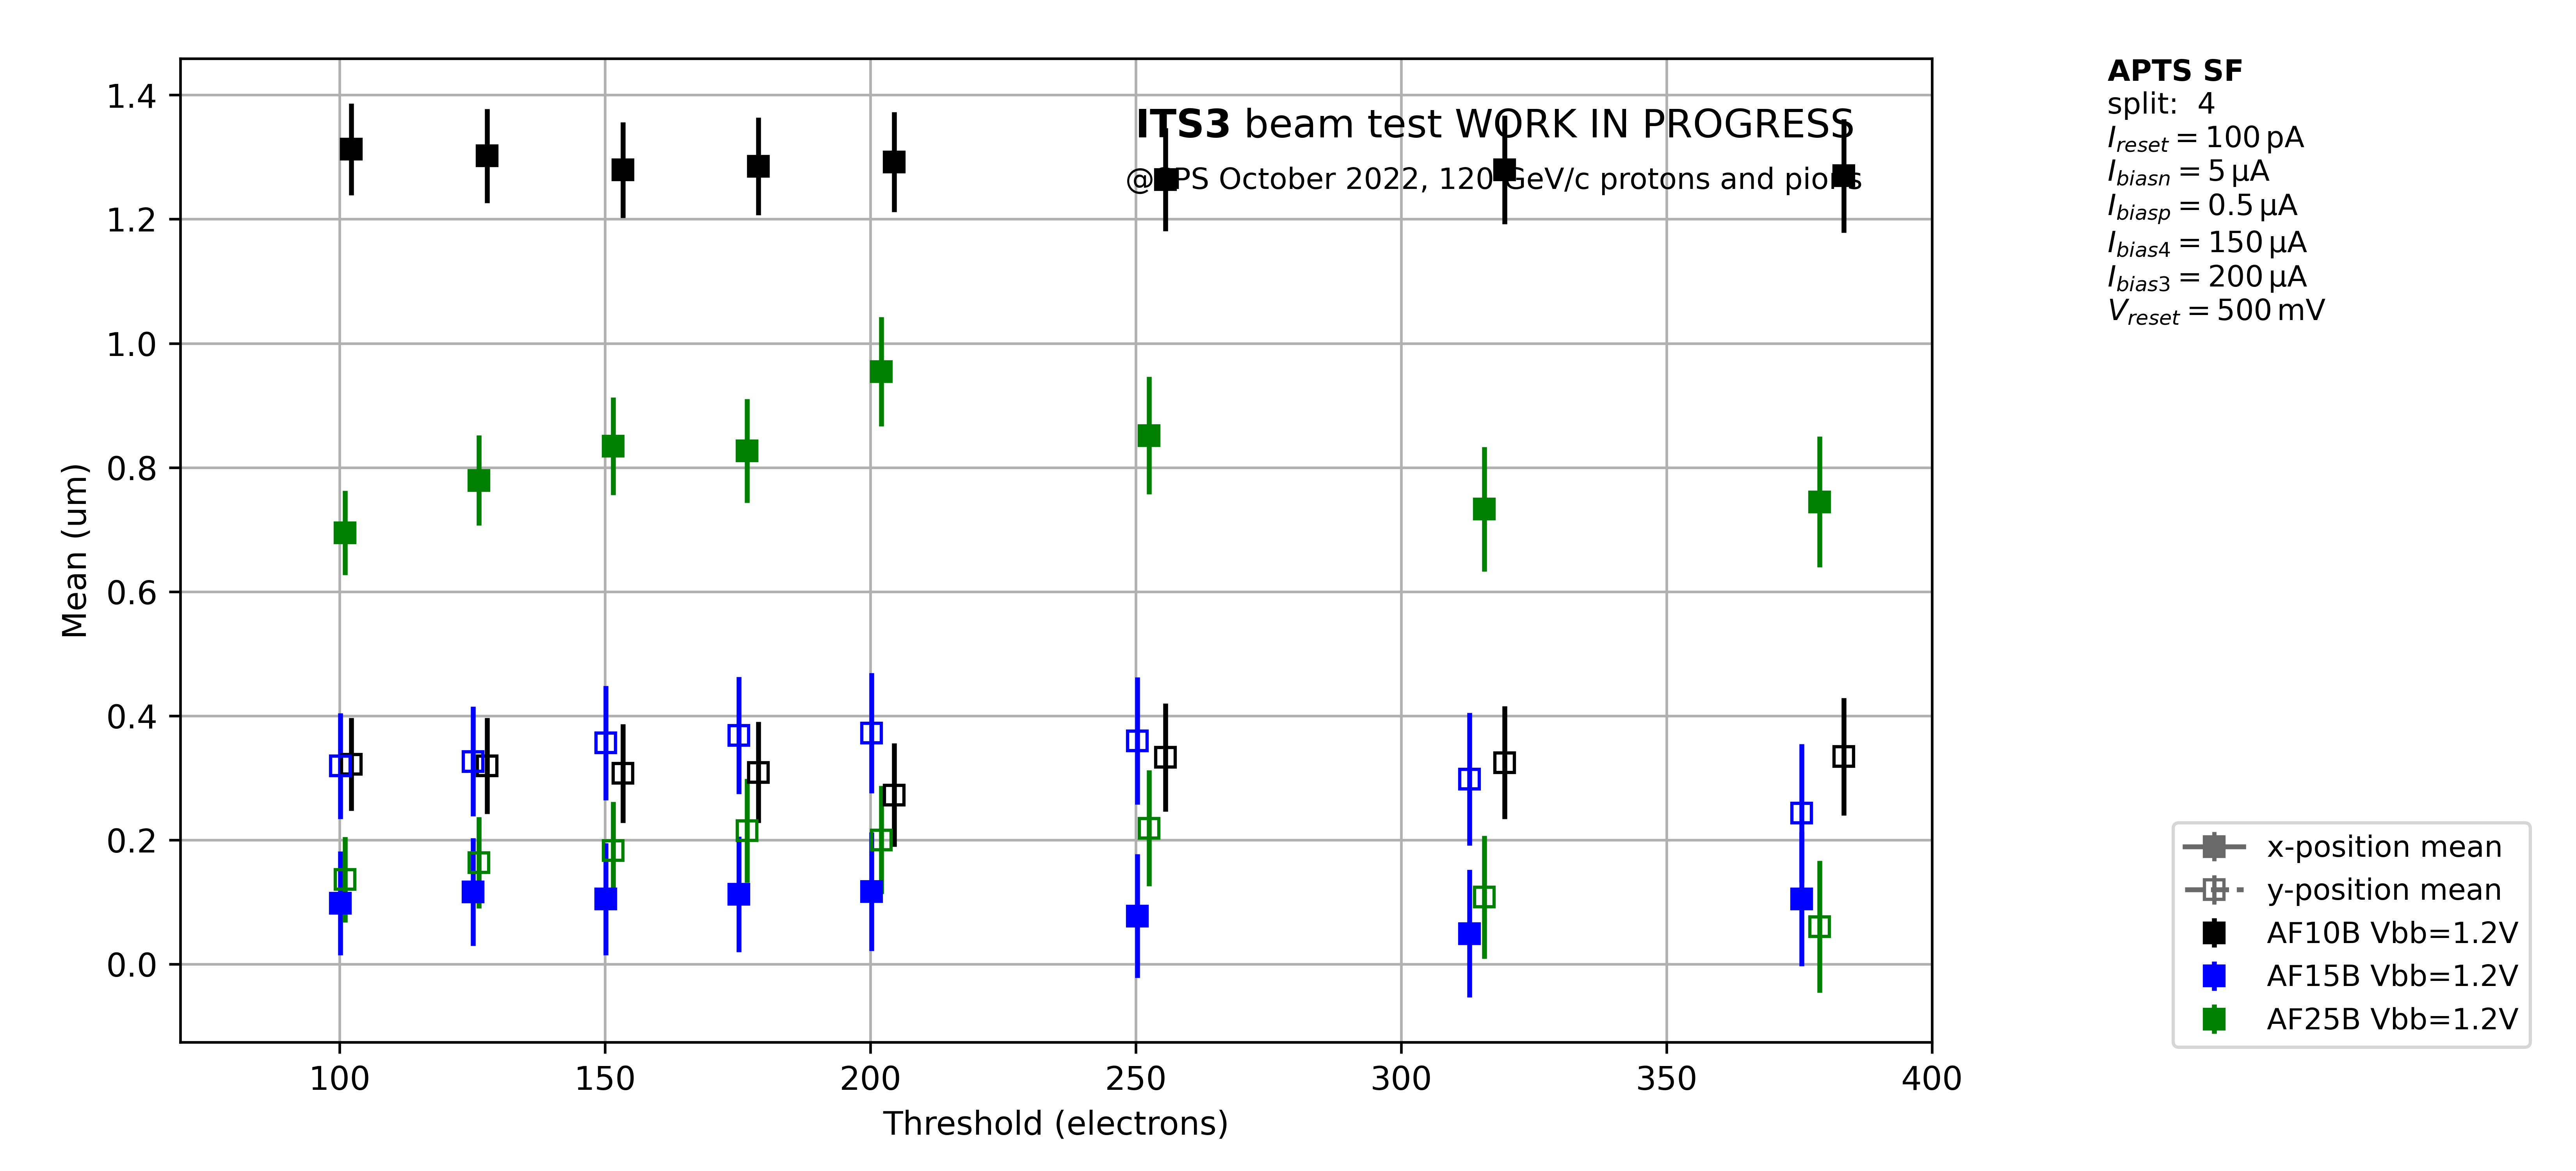 ITS3 beam test WORK IN PROGRESS
@SPS October 2022, 120 GeV/c protons and pions
APTS SF
split: 4
I_reset = 100 pA
I_biasn = 5 µA
I_biasp = 0.5 µA
I_bias4 = 150 µA
I_bias3 = 200 µA
V_reset = 500 mV
Mean (um)
1.4
1.2
1.0
0.8
0.6
0.4
0.2
0.0
100 150 200 250 300 350 400
Threshold (electrons)
x-position mean
y-position mean
AF10B Vbb=1.2V
AF15B Vbb=1.2V
AF25B Vbb=1.2V